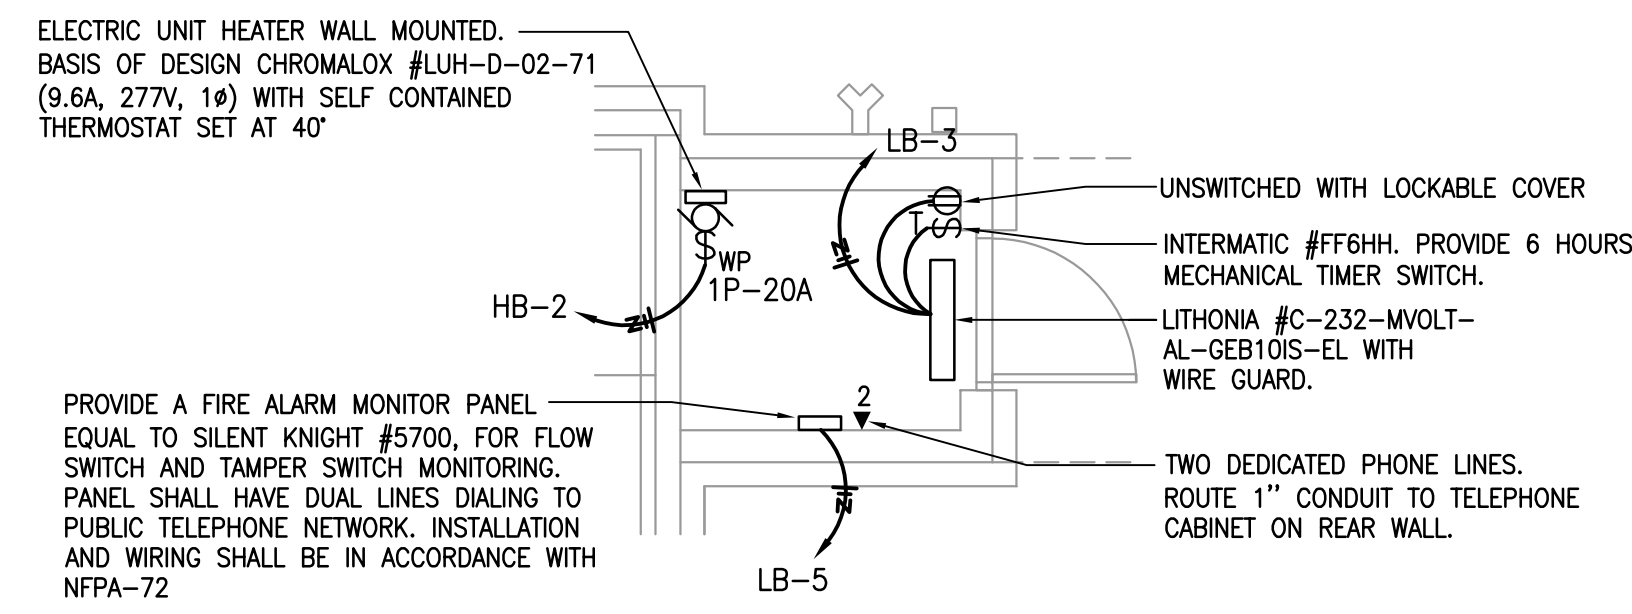 ELECTRIC UNIT HEATER WALL MOUNTED.
BASIS OF DESIGN CHROMALOX #LUH-D-02-71
(9.6A, 277V, 1ø) WITH SELF CONTAINED
THERMOSTAT SET AT 40°
LB-3
UNSWITCHED WITH LOCKABLE COVER
T
S
INTERMATIC #FF6HH. PROVIDE 6 HOURS
MECHANICAL TIMER SWITCH.
S
WP
1P-20A
HB-2
N
N
LITHONIA #C-232-MVOLT-
AL-GEB10IS-EL WITH
WIRE GUARD.
PROVIDE A FIRE ALARM MONITOR PANEL
EQUAL TO SILENT KNIGHT #5700, FOR FLOW
SWITCH AND TAMPER SWITCH MONITORING.
PANEL SHALL HAVE DUAL LINES DIALING TO
PUBLIC TELEPHONE NETWORK. INSTALLATION
AND WIRING SHALL BE IN ACCORDANCE WITH
NFPA-72
2
TWO DEDICATED PHONE LINES.
ROUTE 1" CONDUIT TO TELEPHONE
CABINET ON REAR WALL.
N
LB-5